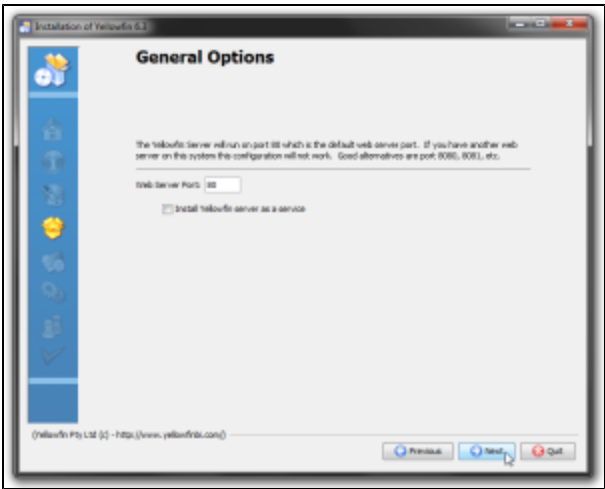 Installation of Yellowfin 6.3
General Options
The Yellowfin Server will run on port 80 which is the default web server port. If you have another web
server on this system this configuration will not work. Good alternatives are port 8080, 8081, etc.
Web Server Port: 80
Install Yellowfin server as a service
(Yellowfin Pty Ltd (c) - http://www.yellowfinbi.com/)
Previous Next Quit